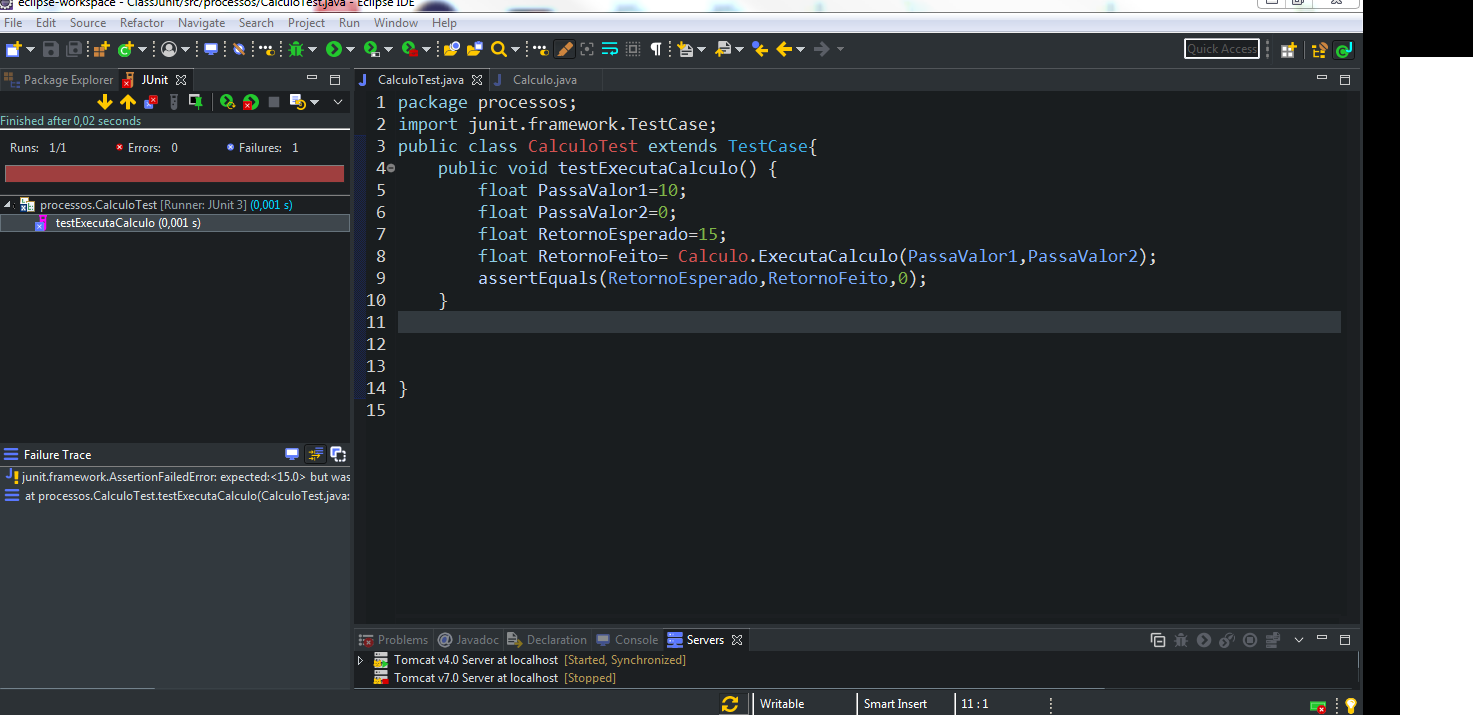 eclipse-workspace - ClassJunit/src/processos/CalculoTest.java - Eclipse IDE
File Edit Source Refactor Navigate Search Project Run Window Help
Quick Access
Package Explorer JUnit
Finished after 0,02 seconds
Runs: 1/1 Errors: 0 Failures: 1
processos.CalculoTest [Runner: JUnit 3] (0,001 s)
testExecutaCalculo (0,001 s)
Failure Trace
junit.framework.AssertionFailedError: expected:<15.0> but was
at processos.CalculoTest.testExecutaCalculo(CalculoTest.java:
CalculoTest.java Calculo.java
1 package processos;
2 import junit.framework.TestCase;
3 public class CalculoTest extends TestCase{
4 public void testExecutaCalculo() {
5 float PassaValor1=10;
6 float PassaValor2=0;
7 float RetornoEsperado=15;
8 float RetornoFeito= Calculo.ExecutaCalculo(PassaValor1,PassaValor2);
9 assertEquals(RetornoEsperado,RetornoFeito,0);
10 }
11
12
13
14 }
15
Problems Javadoc Declaration Console Servers
Tomcat v4.0 Server at localhost [Started, Synchronized]
Tomcat v7.0 Server at localhost [Stopped]
Writable Smart Insert 11 : 1